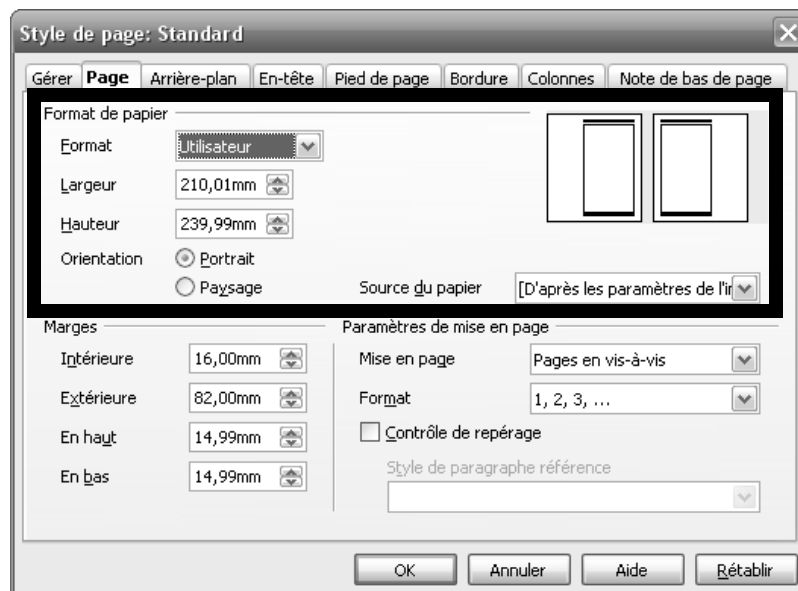 Style de page: Standard
Gérer Page Arrière-plan En-tête Pied de page Bordure Colonnes Note de bas de page
Format de papier
Format Utilisateur
Largeur 210,01mm
Hauteur 239,99mm
Orientation Portrait
Paysage Source du papier [D'après les paramètres de l'ir
Marges Paramètres de mise en page
Intérieure 16,00mm Mise en page Pages en vis-à-vis
Extérieure 82,00mm Format 1, 2, 3, ...
En haut 14,99mm Contrôle de repérage
En bas 14,99mm Style de paragraphe référence
OK Annuler Aide Rétablir